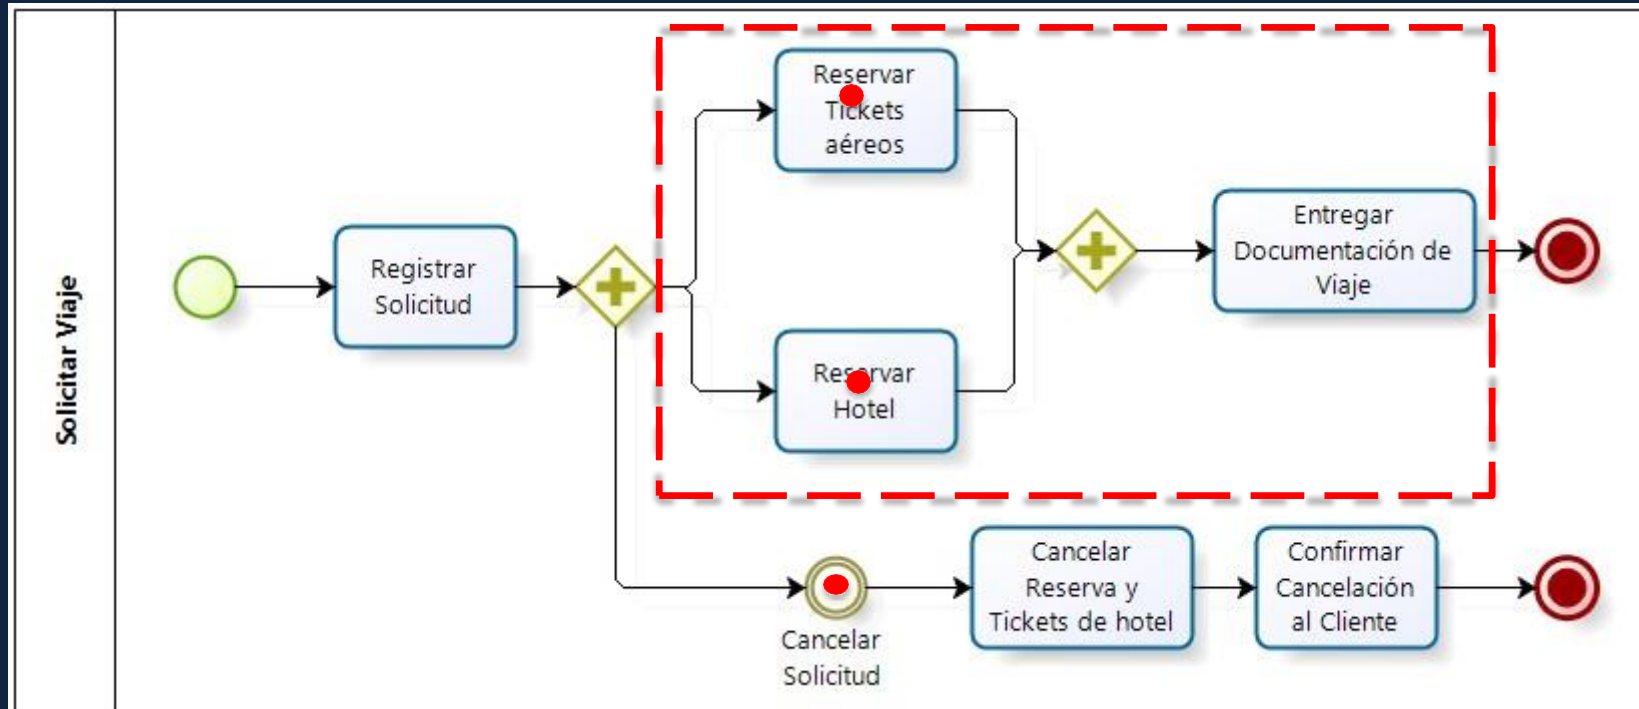 Solicitar Viaje
Registrar
Solicitud
Reservar
Tickets
aéreos
Reservar
Hotel
Entregar
Documentación de
Viaje
Cancelar
Solicitud
Cancelar
Reserva y
Tickets de hotel
Confirmar
Cancelación
al Cliente